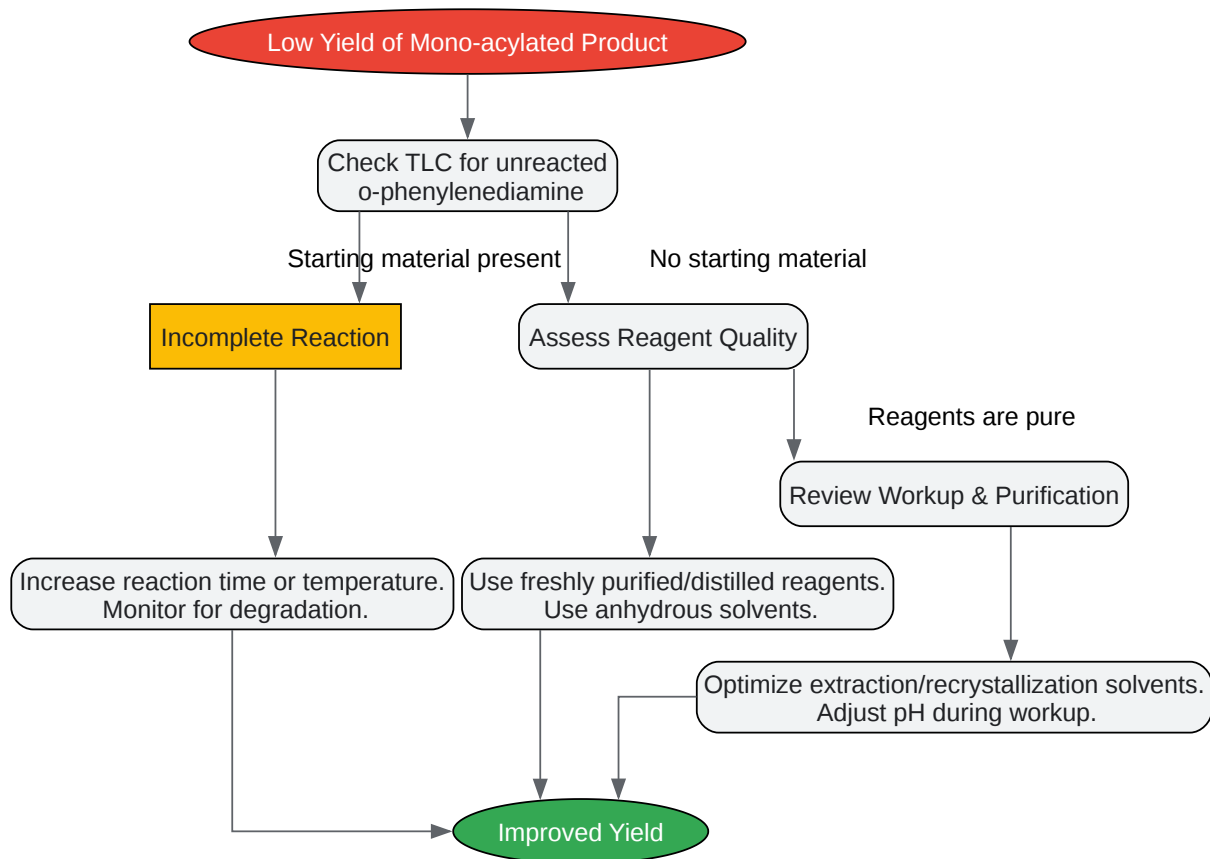 Low Yield of Mono-acylated Product
Check TLC for unreacted
o-phenylenediamine
Starting material present
No starting material
Incomplete Reaction
Assess Reagent Quality
Reagents are pure
Review Workup & Purification
Increase reaction time or temperature.
Monitor for degradation.
Use freshly purified/distilled reagents.
Use anhydrous solvents.
Optimize extraction/recrystallization solvents.
Adjust pH during workup.
Improved Yield